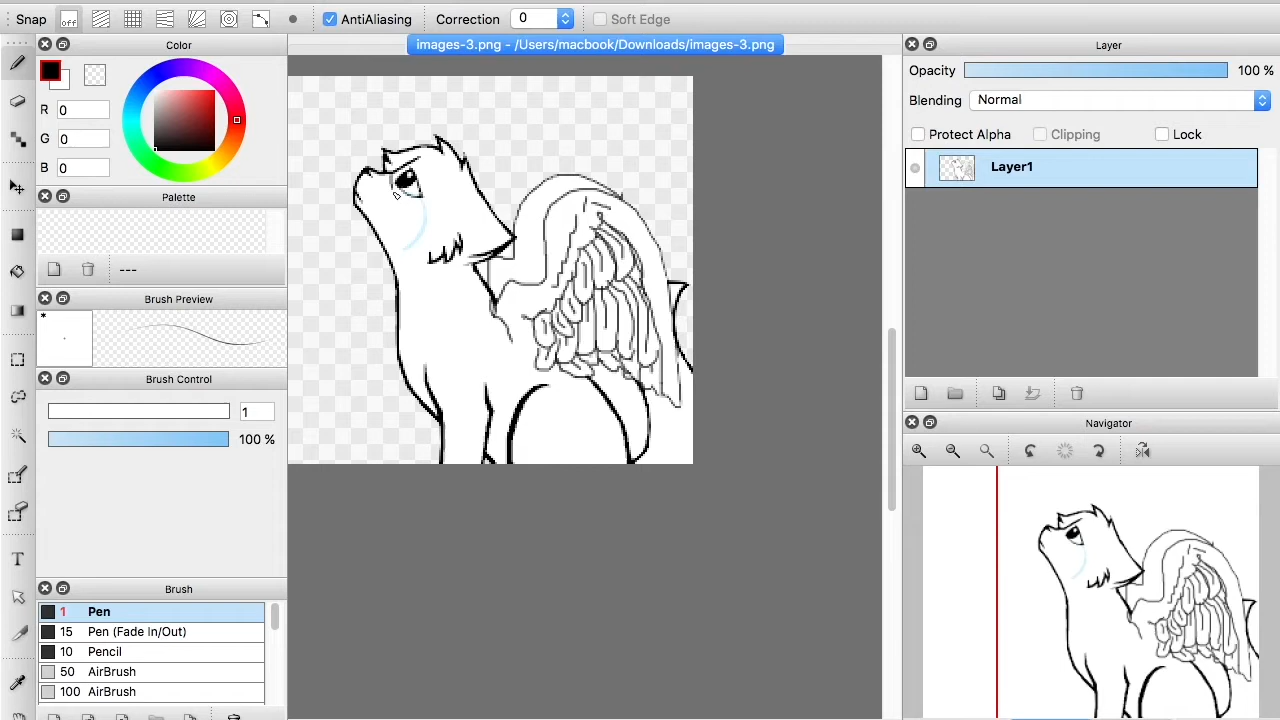 Snap off AntiAliasing Correction 0 Soft Edge
images-3.png - /Users/macbook/Downloads/images-3.png
Color
R 0
G 0
B 0
Palette
---
Brush Preview
*
Brush Control
1
100 %
Brush
1 Pen
15 Pen (Fade In/Out)
10 Pencil
50 AirBrush
100 AirBrush
T
Layer
Opacity 100 %
Blending Normal
Protect Alpha Clipping Lock
Layer1
Navigator